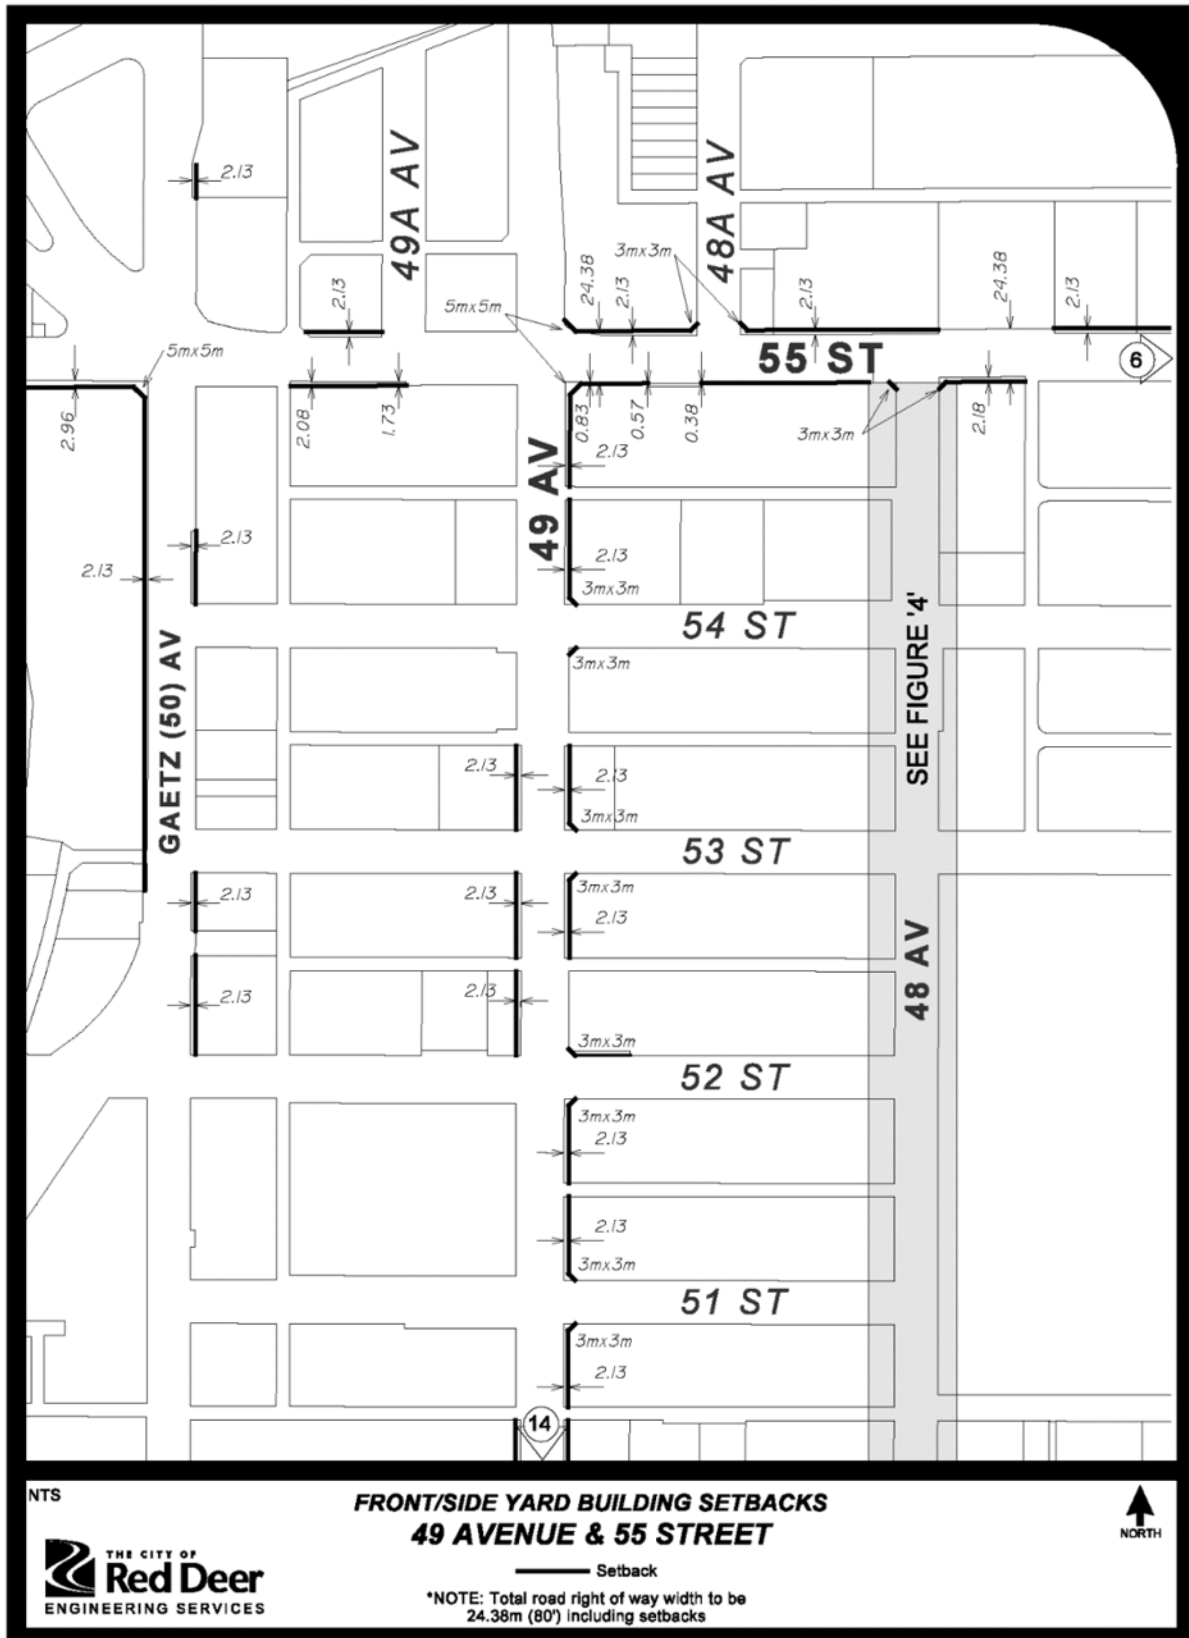 2.13
49A AV
48A AV
3mx3m
24.38
2.13
2.13
5mx5m
2.13
24.38
2.13
55 ST
6
5mx5m
2.96
2.08
1.73
0.83
0.57
0.38
3mx3m
2.18
49 AV
2.13
2.13
2.13
2.13
3mx3m
54 ST
SEE FIGURE '4'
GAETZ (50) AV
3mx3m
2.13
2.13
3mx3m
53 ST
3mx3m
2.13
2.13
2.13
48 AV
2.13
2.13
3mx3m
52 ST
3mx3m
2.13
2.13
3mx3m
51 ST
3mx3m
2.13
14
NTS
FRONT/SIDE YARD BUILDING SETBACKS
49 AVENUE & 55 STREET
NORTH
Setback
THE CITY OF
Red Deer
ENGINEERING SERVICES
*NOTE: Total road right of way width to be
24.38m (80') including setbacks